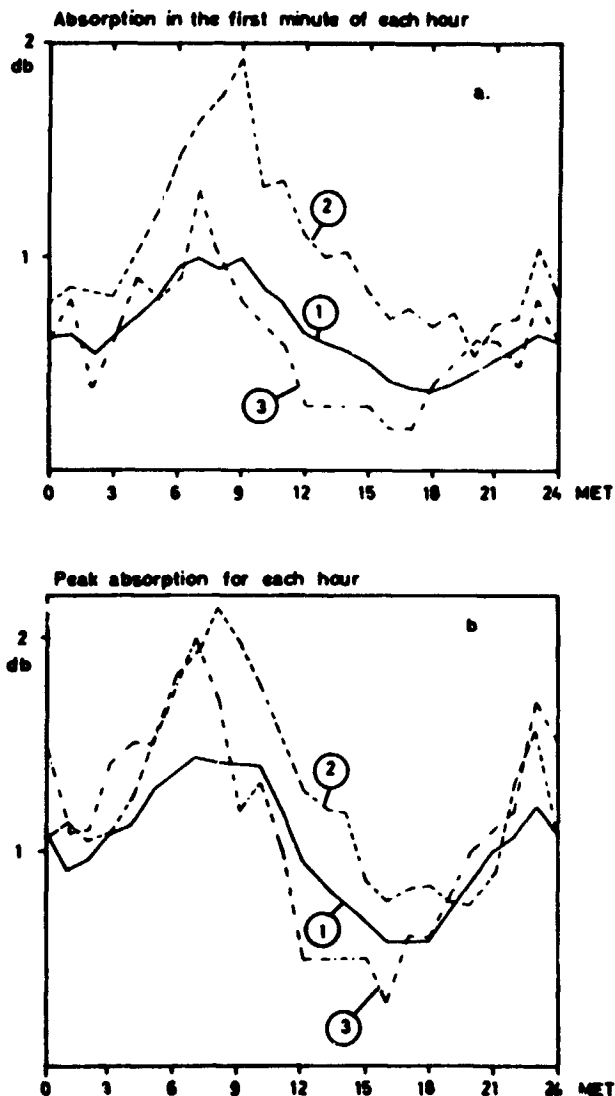 Absorption in the first minute of each hour
2
db
a.
2
1
1
3
0 3 6 9 12 15 18 21 24 MET
Peak absorption for each hour
b
2
db
2
1
1
3
0 3 6 9 12 15 18 21 24 MET